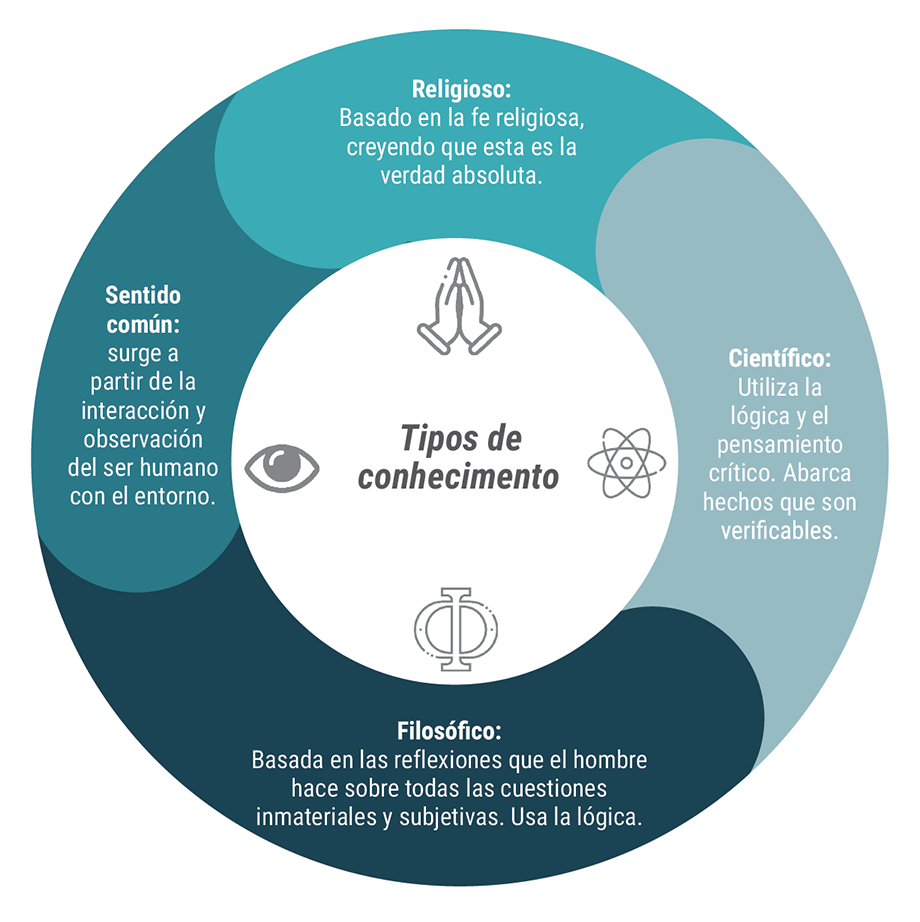 Religioso:
Basado en la fe religiosa,
creyendo que esta es la
verdad absoluta.
Sentido
común:
surge a
partir de la
interacción y
observación
del ser humano
con el entorno.
Tipos de
conhecimento
Científico:
Utiliza la
lógica y el
pensamiento
crítico. Abarca
hechos que son
verificables.
Filosófico:
Basada en las reflexiones que el hombre
hace sobre todas las cuestiones
inmateriales y subjetivas. Usa la lógica.